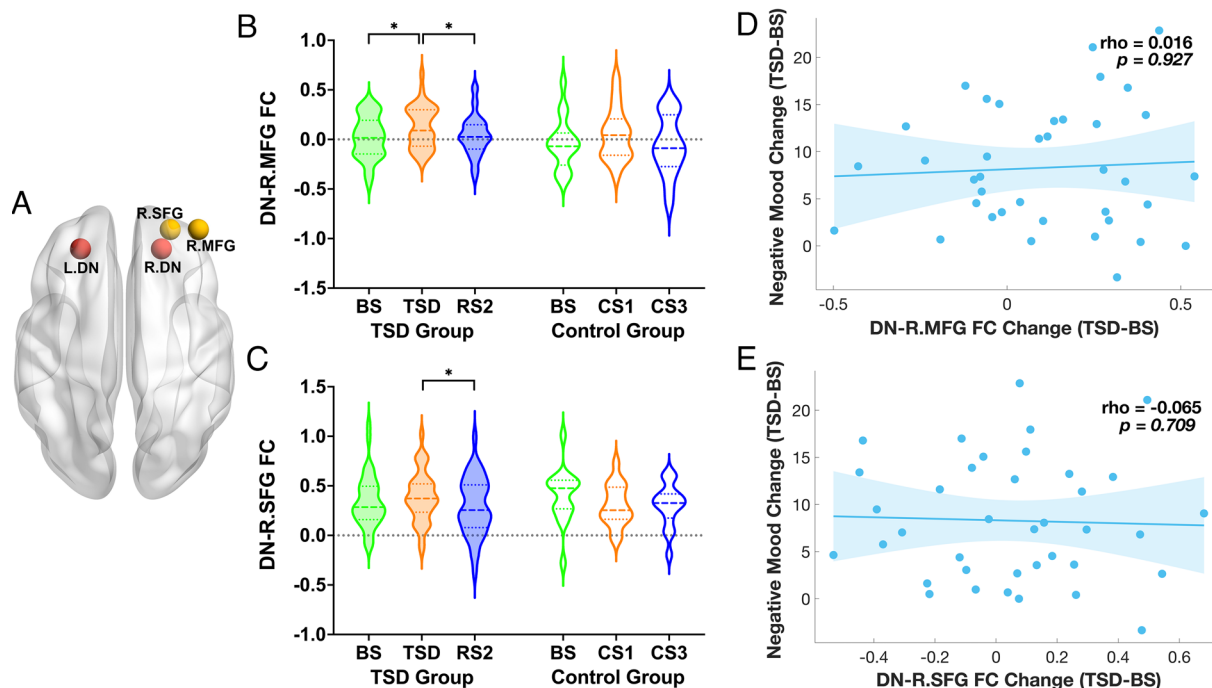 A
R.SFG
R.MFG
L.DN
R.DN
B
DN-R.MFG FC
1.0
0.5
0.0
-0.5
-1.0
-1.5
*
*
BS TSD RS2 BS CS1 CS3
TSD Group Control Group
C
DN-R.SFG FC
1.5
1.0
0.5
0.0
-0.5
-1.0
*
BS TSD RS2 BS CS1 CS3
TSD Group Control Group
D
Negative Mood Change (TSD-BS)
20
15
10
5
0
rho = 0.016
p = 0.927
-0.5 0 0.5
DN-R.MFG FC Change (TSD-BS)
E
Negative Mood Change (TSD-BS)
20
15
10
5
0
rho = -0.065
p = 0.709
-0.4 -0.2 0 0.2 0.4 0.6
DN-R.SFG FC Change (TSD-BS)